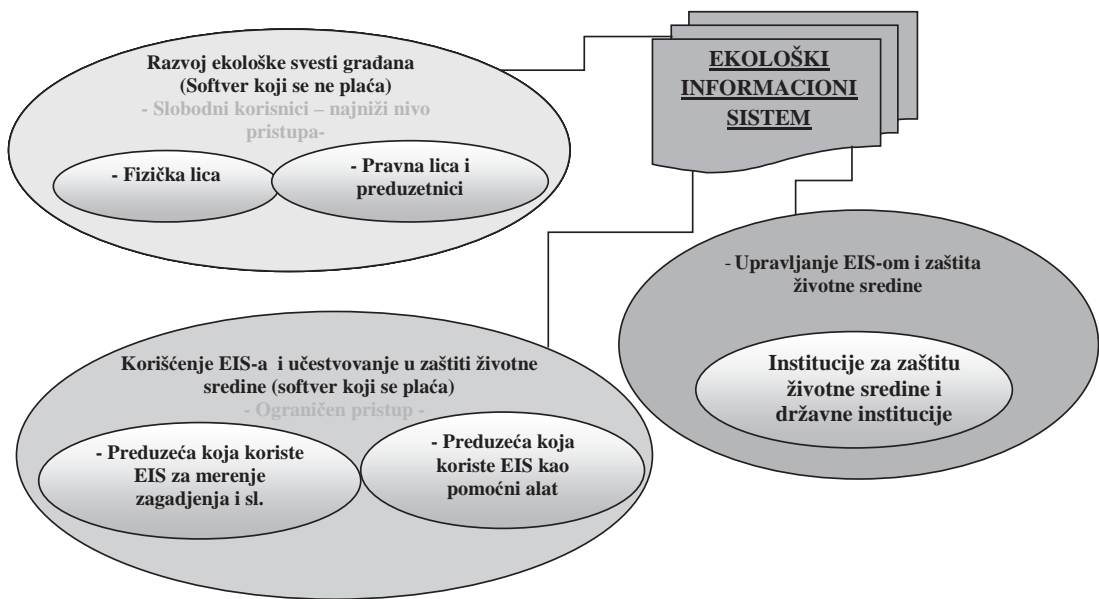 Razvoj ekološke svesti građana
(Softver koji se ne plaća)
- Slobodni korisnici – najniži nivo
pristupa-
- Fizička lica
- Pravna lica i
preduzetnici
EKOLOŠKI
INFORMACIONI
SISTEM
- Upravljanje EIS-om i zaštita
životne sredine
Institucije za zaštitu
životne sredine i
državne institucije
Korišćenje EIS-a i učestvovanje u zaštiti životne
sredine (softver koji se plaća)
- Ograničen pristup -
- Preduzeća koja koriste
EIS za merenje
zagadjenja i sl.
- Preduzeća koja
koriste EIS kao
pomoćni alat